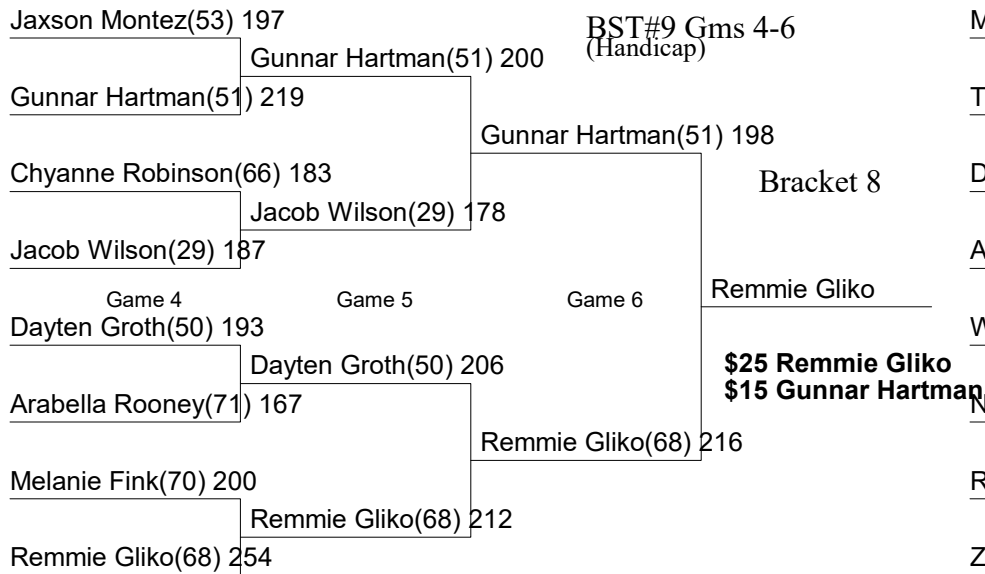 Jaxson Montez(53) 197
BST#9 Gms 4-6
(Handicap)
Gunnar Hartman(51) 200
Gunnar Hartman(51) 219
Gunnar Hartman(51) 198
Chyanne Robinson(66) 183
Bracket 8
Jacob Wilson(29) 178
Jacob Wilson(29) 187
Game 4
Game 5
Game 6
Remmie Gliko
Dayten Groth(50) 193
Dayten Groth(50) 206
$25 Remmie Gliko
$15 Gunnar Hartman
Arabella Rooney(71) 167
Remmie Gliko(68) 216
Melanie Fink(70) 200
Remmie Gliko(68) 212
Remmie Gliko(68) 254
M
T
D
A
W
N
R
Z